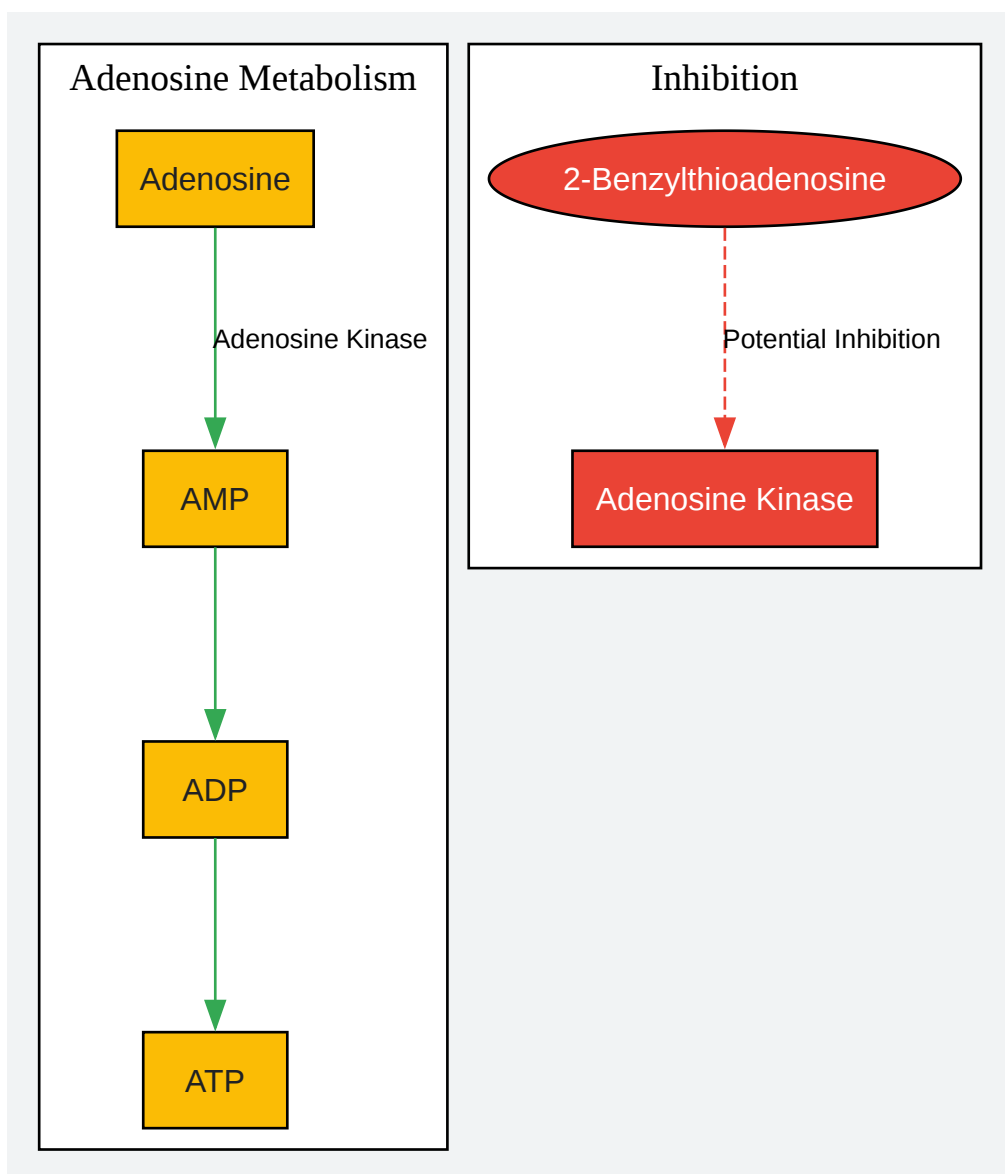 Adenosine Metabolism
Adenosine
Adenosine Kinase
AMP
ADP
ATP
Inhibition
2-Benzylthioadenosine
Potential Inhibition
Adenosine Kinase